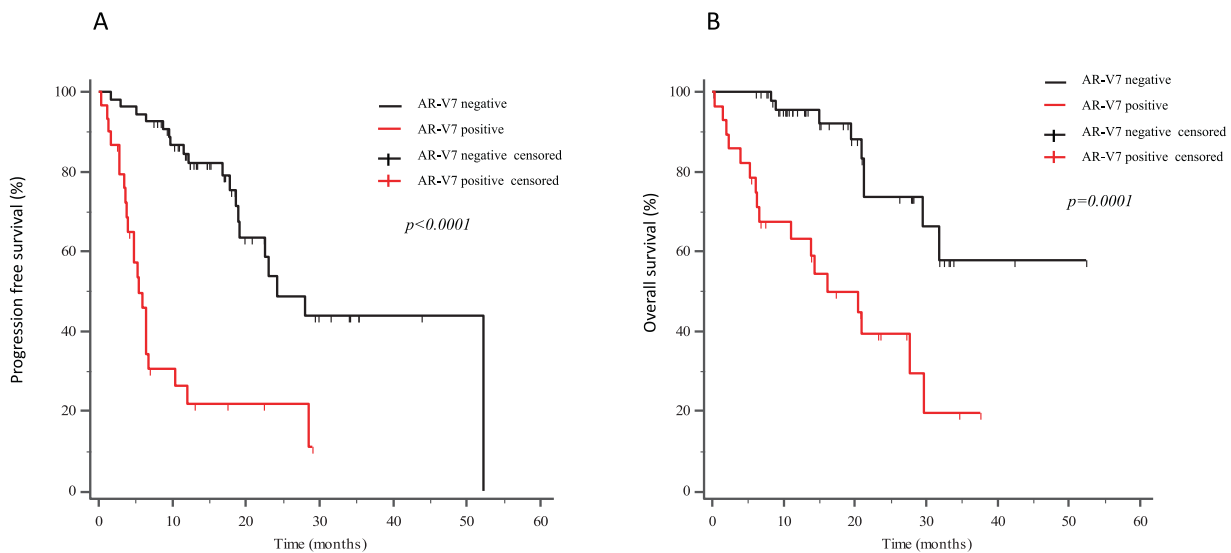 A
Progression free survival (%)
100
80
60
40
20
0
0 10 20 30 40 50 60
Time (months)
AR-V7 negative
AR-V7 positive
AR-V7 negative censored
AR-V7 positive censored
p<0.0001
B
Overall survival (%)
100
80
60
40
20
0
0 10 20 30 40 50 60
Time (months)
AR-V7 negative
AR-V7 positive
AR-V7 negative censored
AR-V7 positive censored
p=0.0001